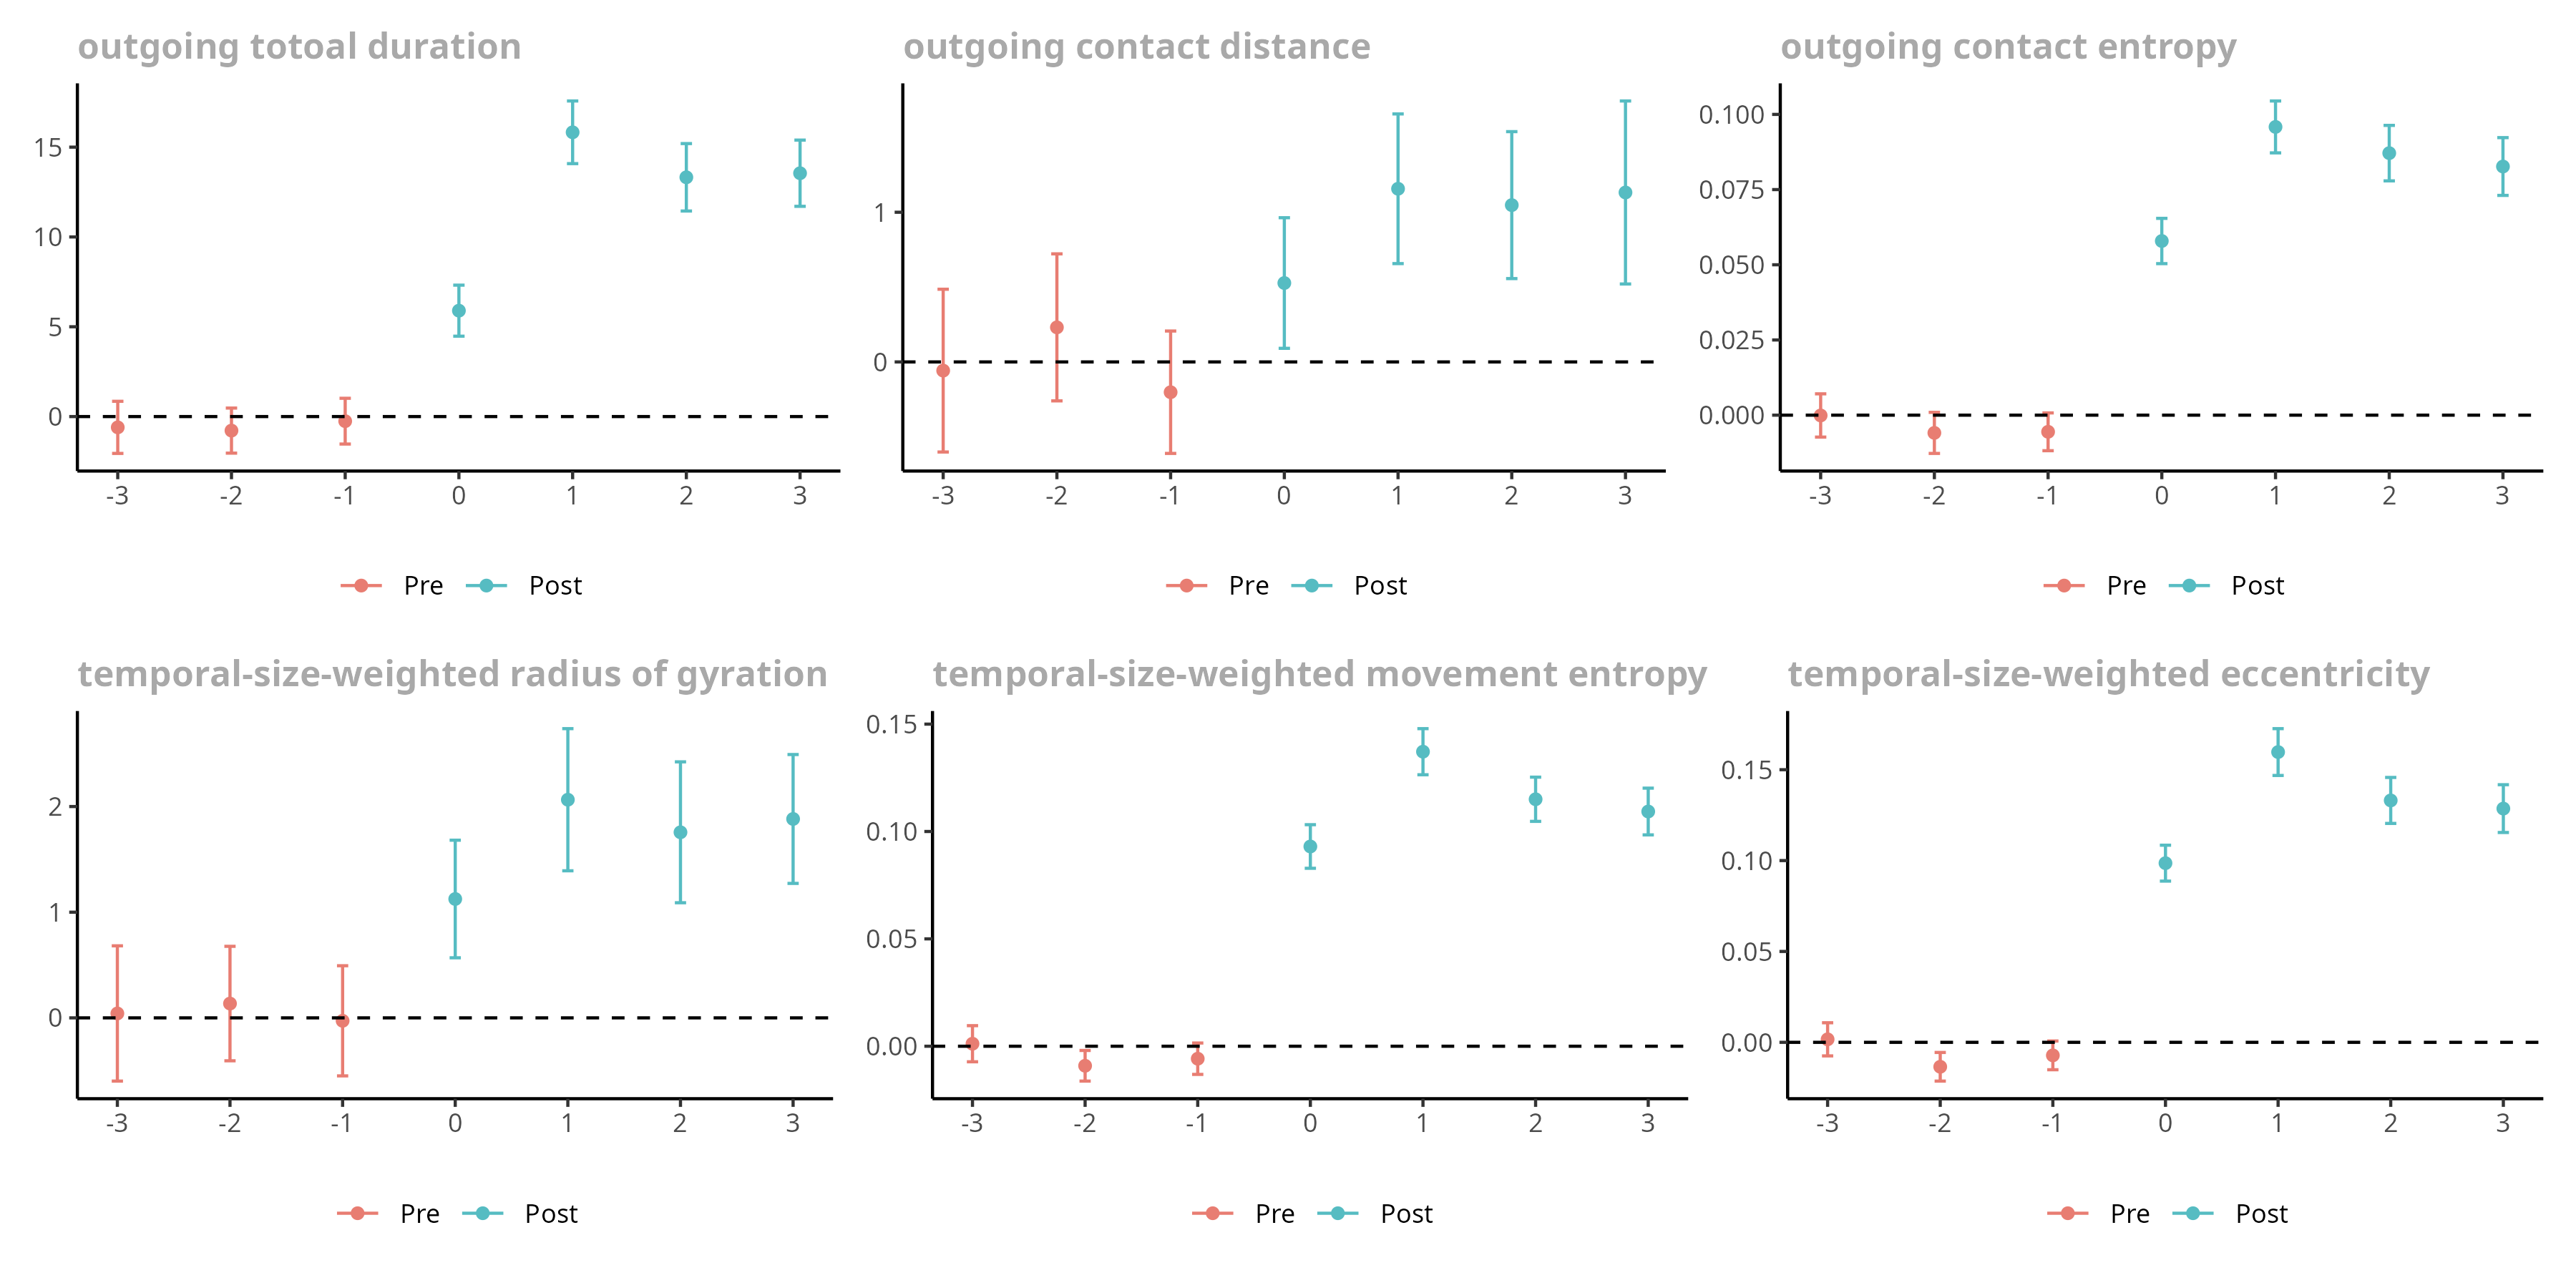 outgoing totoal duration
outgoing contact distance
outgoing contact entropy
15
10
5
0
-3 -2 -1 0 1 2 3
1
0
-3 -2 -1 0 1 2 3
0.100
0.075
0.050
0.025
0.000
-3 -2 -1 0 1 2 3
Pre Post
Pre Post
Pre Post
temporal-size-weighted radius of gyration
temporal-size-weighted movement entropy
temporal-size-weighted eccentricity
2
1
0
-3 -2 -1 0 1 2 3
0.15
0.10
0.05
0.00
-3 -2 -1 0 1 2 3
0.15
0.10
0.05
0.00
-3 -2 -1 0 1 2 3
Pre Post
Pre Post
Pre Post